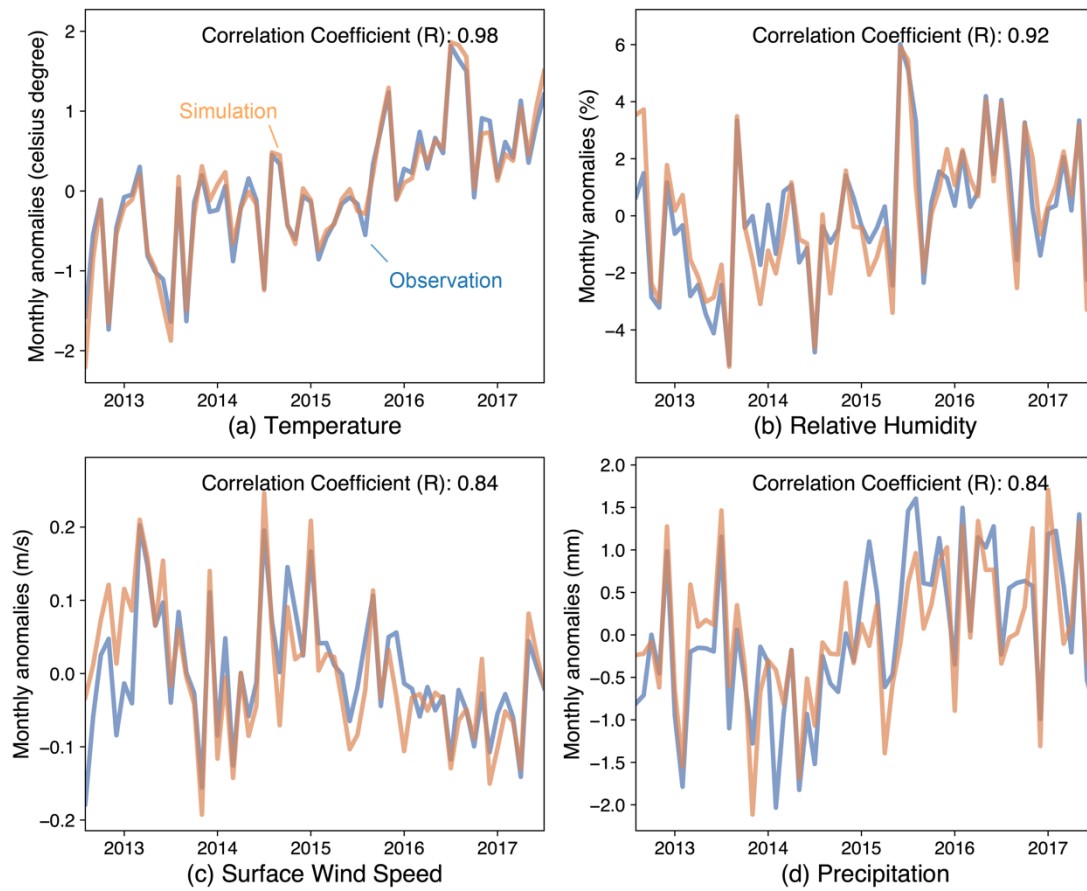 Correlation Coefficient (R): 0.98
Monthly anomalies (celsius degree)
2
1
0
−1
−2
Simulation
Observation
2013 2014 2015 2016 2017
(a) Temperature
Correlation Coefficient (R): 0.92
Monthly anomalies (%)
6
4
2
0
−2
−4
2013 2014 2015 2016 2017
(b) Relative Humidity
Correlation Coefficient (R): 0.84
Monthly anomalies (m/s)
0.2
0.1
0.0
−0.1
−0.2
2013 2014 2015 2016 2017
(c) Surface Wind Speed
Correlation Coefficient (R): 0.84
Monthly anomalies (mm)
2.0
1.5
1.0
0.5
0.0
−0.5
−1.0
−1.5
−2.0
2013 2014 2015 2016 2017
(d) Precipitation